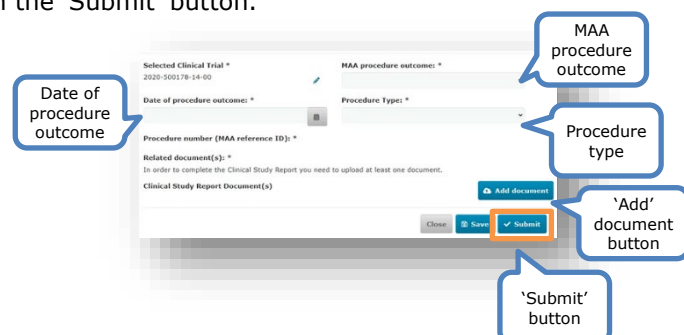 n the 'Submit' button.
MAA
procedure
outcome
Selected Clinical Trial *
MAA procedure outcome: *
2020-500178-14-00
Date of
procedure
outcome
Date of procedure outcome: *
Procedure Type: *
Procedure
type
Procedure number (MAA reference ID): *
Related document(s): *
In order to complete the Clinical Study Report you need to upload at least one document.
Clinical Study Report Document(s)
Add document
'Add'
document
button
Close
Save
Submit
'Submit'
button